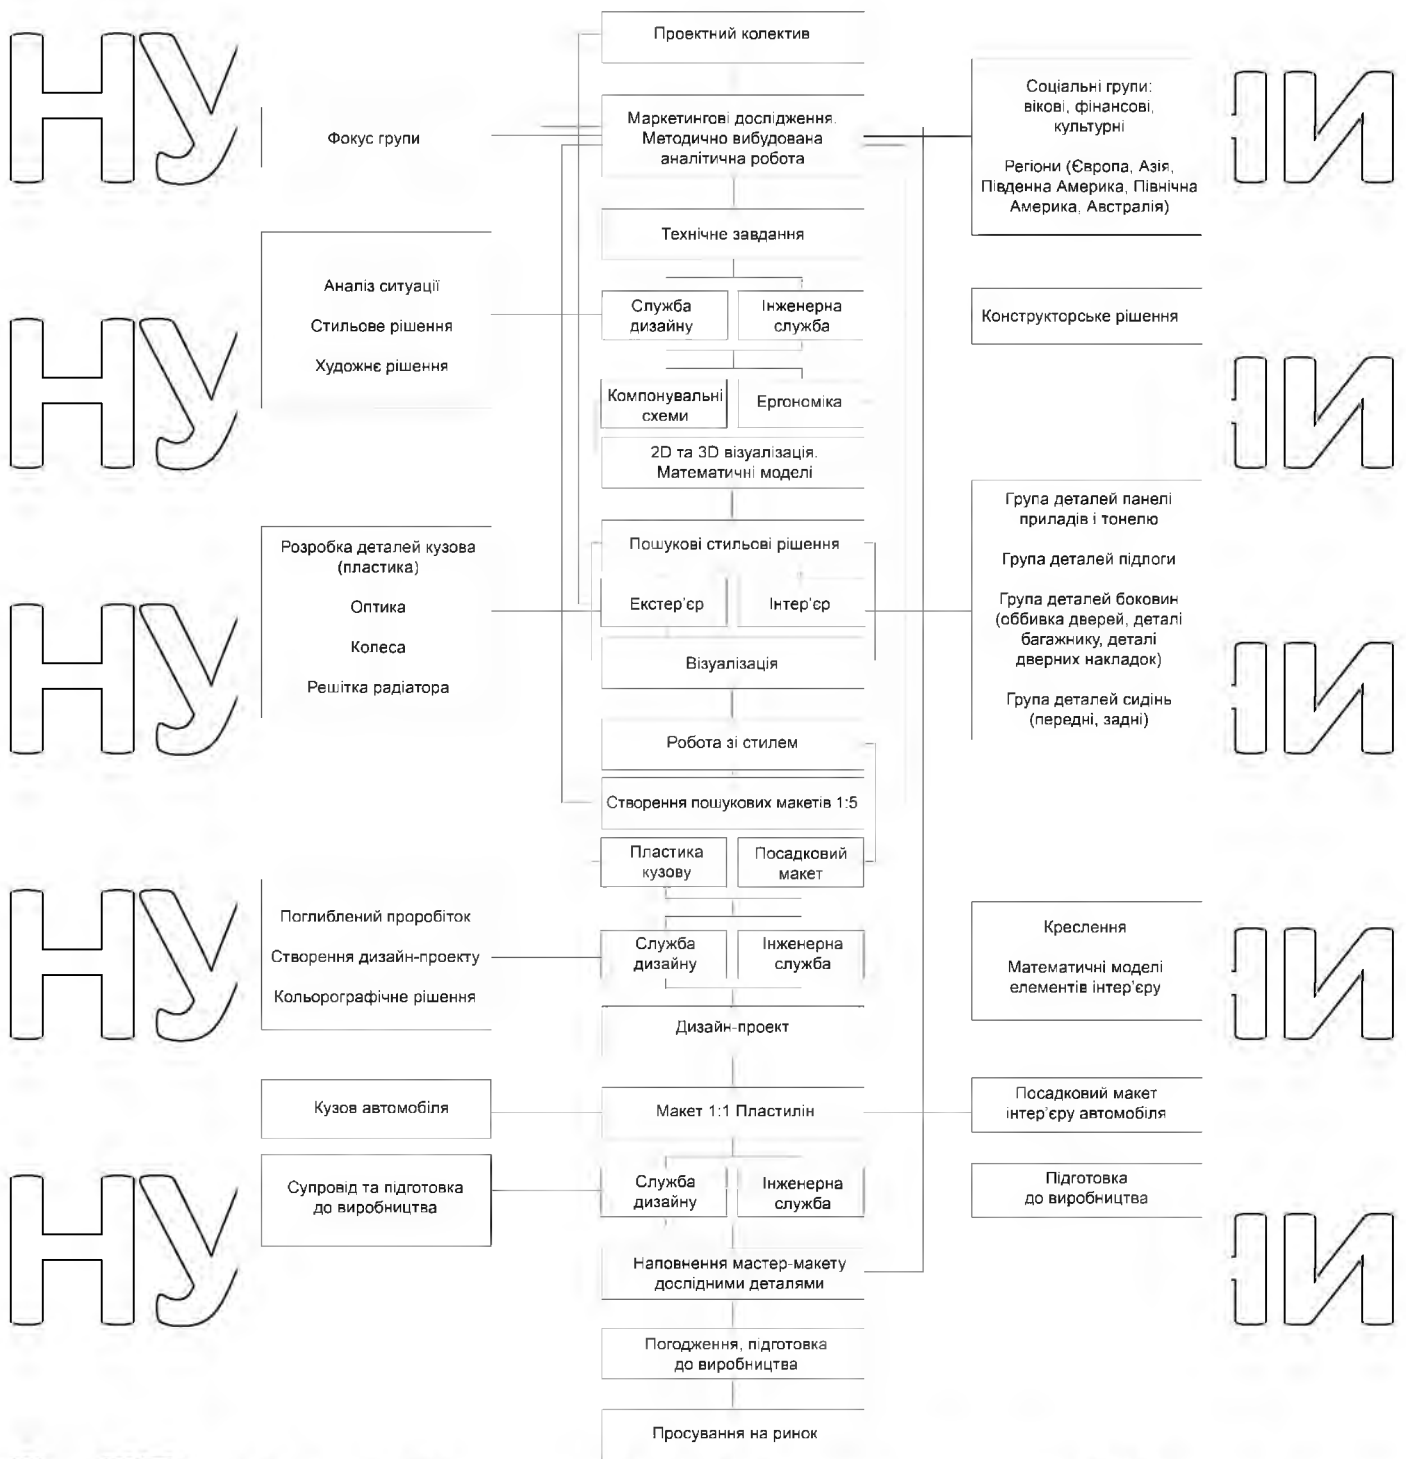 Проектний колектив
Маркетингові дослідження.
Методично вибудована
аналітична робота
Фокус групи
Соціальні групи:
вікові, фінансові,
культурні
Регіони (Європа, Азія,
Південна Америка, Північна
Америка, Австралія)
Технічне завдання
Аналіз ситуації
Стильове рішення
Художнє рішення
Служба
дизайну
Інженерна
служба
Конструкторське рішення
Компонувальні
схеми
Ергономіка
2D та 3D візуалізація.
Математичні моделі
Пошукові стильові рішення
Розробка деталей кузова
(пластика)
Оптика
Колеса
Решітка радіатора
Екстер’єр
Інтер’єр
Група деталей панелі
приладів і тонелю
Група деталей підлоги
Група деталей боковин
(оббивка дверей, деталі
багажнику, деталі
дверних накладок)
Група деталей сидінь
(передні, задні)
Візуалізація
Робота зі стилем
Створення пошукових макетів 1:5
Пластика
кузову
Посадковий
макет
Поглиблений проробіток
Створення дизайн-проекту
Кольорографічне рішення
Служба
дизайну
Інженерна
служба
Креслення
Математичні моделі
елементів інтер’єру
Дизайн-проект
Кузов автомобіля
Макет 1:1 Пластилін
Посадковий макет
інтер’єру автомобіля
Супровід та підготовка
до виробництва
Служба
дизайну
Інженерна
служба
Підготовка
до виробництва
Наповнення мастер-макету
дослідними деталями
Погодження, підготовка
до виробництва
Просування на ринок
НУ
НУ
НУ
НУ
НУ
ІИ
ІИ
ІИ
ІИ
ІИ